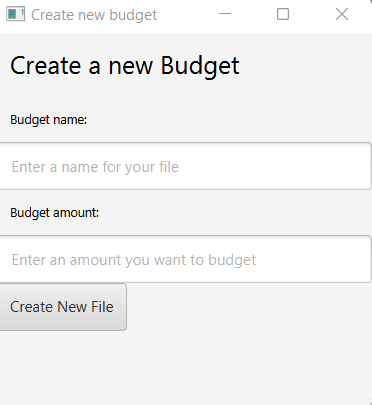 Create new budget
Create a new Budget
Budget name:
Enter a name for your file
Budget amount:
Enter an amount you want to budget
Create New File